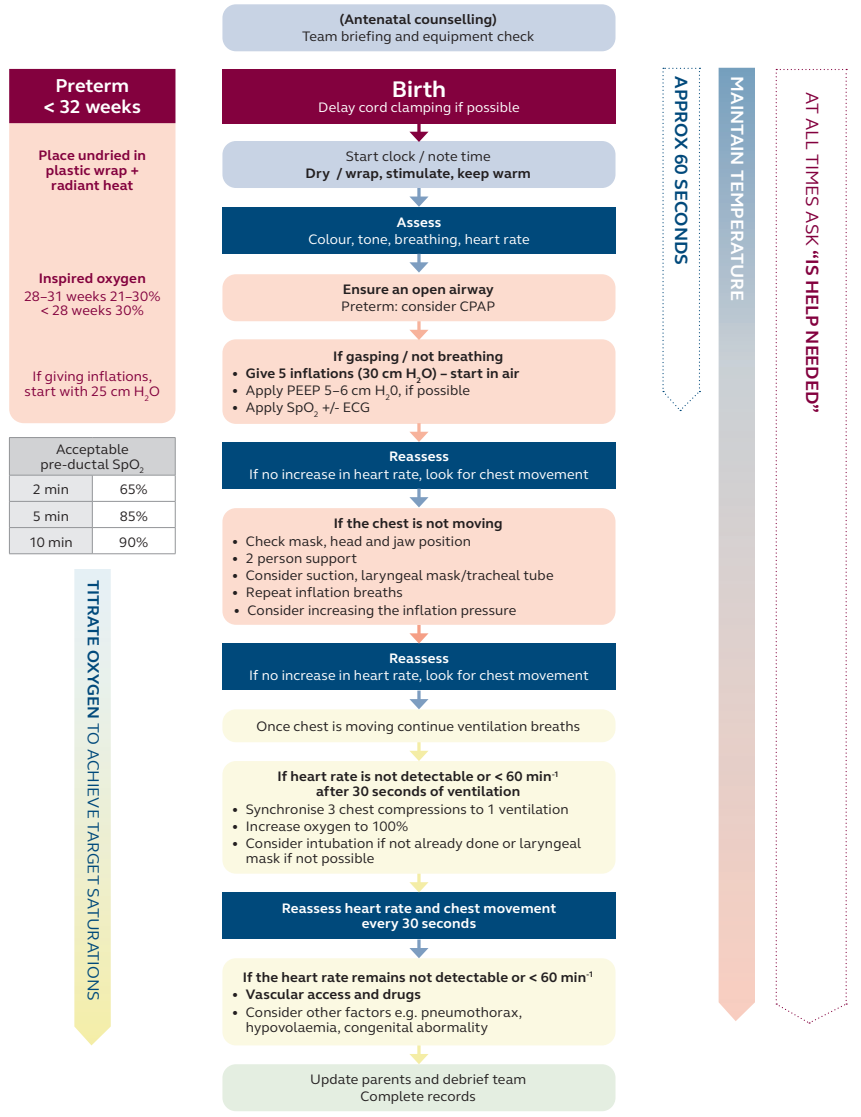 (Antenatal counselling)
Team briefing and equipment check
Preterm
< 32 weeks
Place undried in
plastic wrap +
radiant heat
Inspired oxygen
28–31 weeks 21–30%
< 28 weeks 30%
If giving inflations,
start with 25 cm H₂O
Acceptable
pre-ductal SpO₂
2 min 65%
5 min 85%
10 min 90%
TITRATE OXYGEN TO ACHIEVE TARGET SATURATIONS
Birth
Delay cord clamping if possible
Start clock / note time
Dry / wrap, stimulate, keep warm
Assess
Colour, tone, breathing, heart rate
Ensure an open airway
Preterm: consider CPAP
If gasping / not breathing
• Give 5 inflations (30 cm H₂O) – start in air
• Apply PEEP 5–6 cm H₂0, if possible
• Apply SpO₂ +/- ECG
Reassess
If no increase in heart rate, look for chest movement
If the chest is not moving
• Check mask, head and jaw position
• 2 person support
• Consider suction, laryngeal mask/tracheal tube
• Repeat inflation breaths
• Consider increasing the inflation pressure
Reassess
If no increase in heart rate, look for chest movement
Once chest is moving continue ventilation breaths
If heart rate is not detectable or < 60 min⁻¹
after 30 seconds of ventilation
• Synchronise 3 chest compressions to 1 ventilation
• Increase oxygen to 100%
• Consider intubation if not already done or laryngeal
mask if not possible
Reassess heart rate and chest movement
every 30 seconds
If the heart rate remains not detectable or < 60 min⁻¹
• Vascular access and drugs
• Consider other factors e.g. pneumothorax,
hypovolaemia, congenital abormality
Update parents and debrief team
Complete records
APPROX 60 SECONDS
MAINTAIN TEMPERATURE
AT ALL TIMES ASK “IS HELP NEEDED”